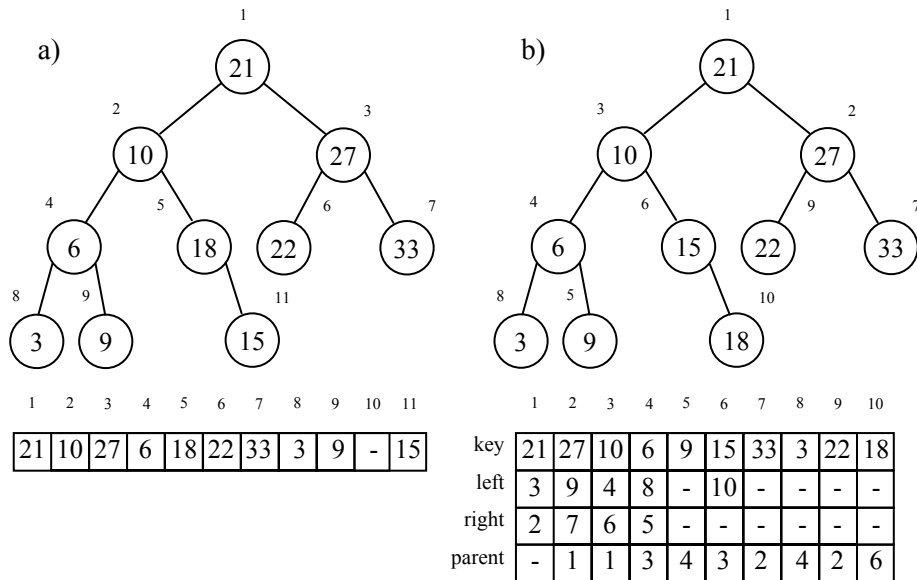 1 1
a) 21 b) 21
2 3 3 2
10 27 10 27
4 5 6 7 4 6 9 7
6 18 22 33 6 15 22 33
8 9 11 8 5 10
3 9 15 3 9 18
1 2 3 4 5 6 7 8 9 10 11
21 10 27 6 18 22 33 3 9 - 15
1 2 3 4 5 6 7 8 9 10
key 21 27 10 6 9 15 33 3 22 18
left 3 9 4 8 - 10 - - - -
right 2 7 6 5 - - - - - -
parent - 1 1 3 4 3 2 4 2 6